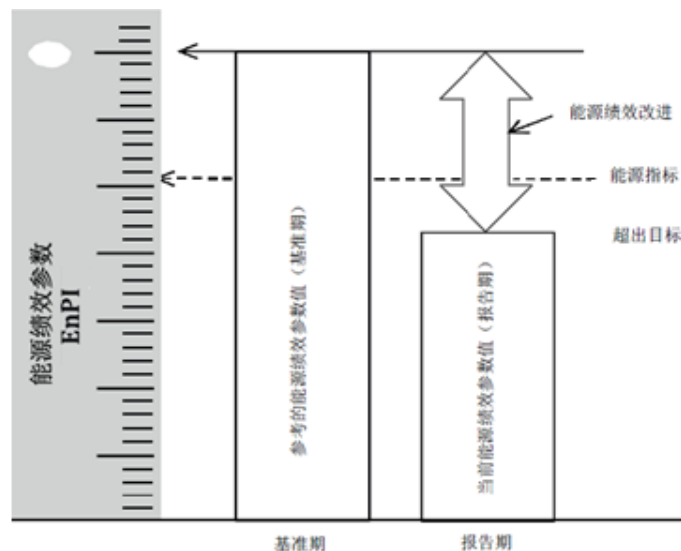 能源绩效参数
EnPI
参考的能源绩效参数值（基准期）
当前能源绩效参数值（报告期）
能源绩效改进
能源指标
超出目标
基准期
报告期